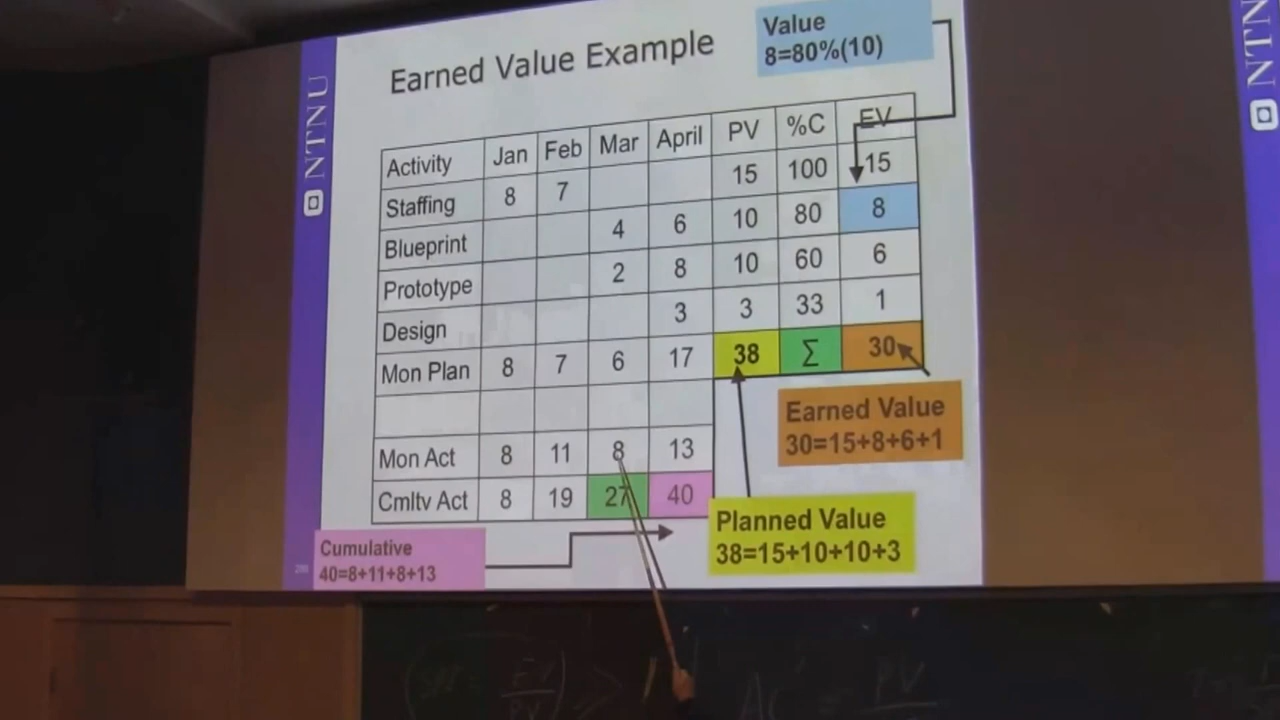 NTNU
Earned Value Example
Value
8=80%(10)
Activity Jan Feb Mar April PV %C EV
Staffing 8 7 15 100 15
Blueprint 4 6 10 80 8
Prototype 2 8 10 60 6
Design 3 3 33 1
Mon Plan 8 7 6 17 38 Σ 30
Mon Act 8 11 8 13
Cmltv Act 8 19 27 40
Earned Value
30=15+8+6+1
Planned Value
38=15+10+10+3
Cumulative
40=8+11+8+13
NTN
EV
AC = PV